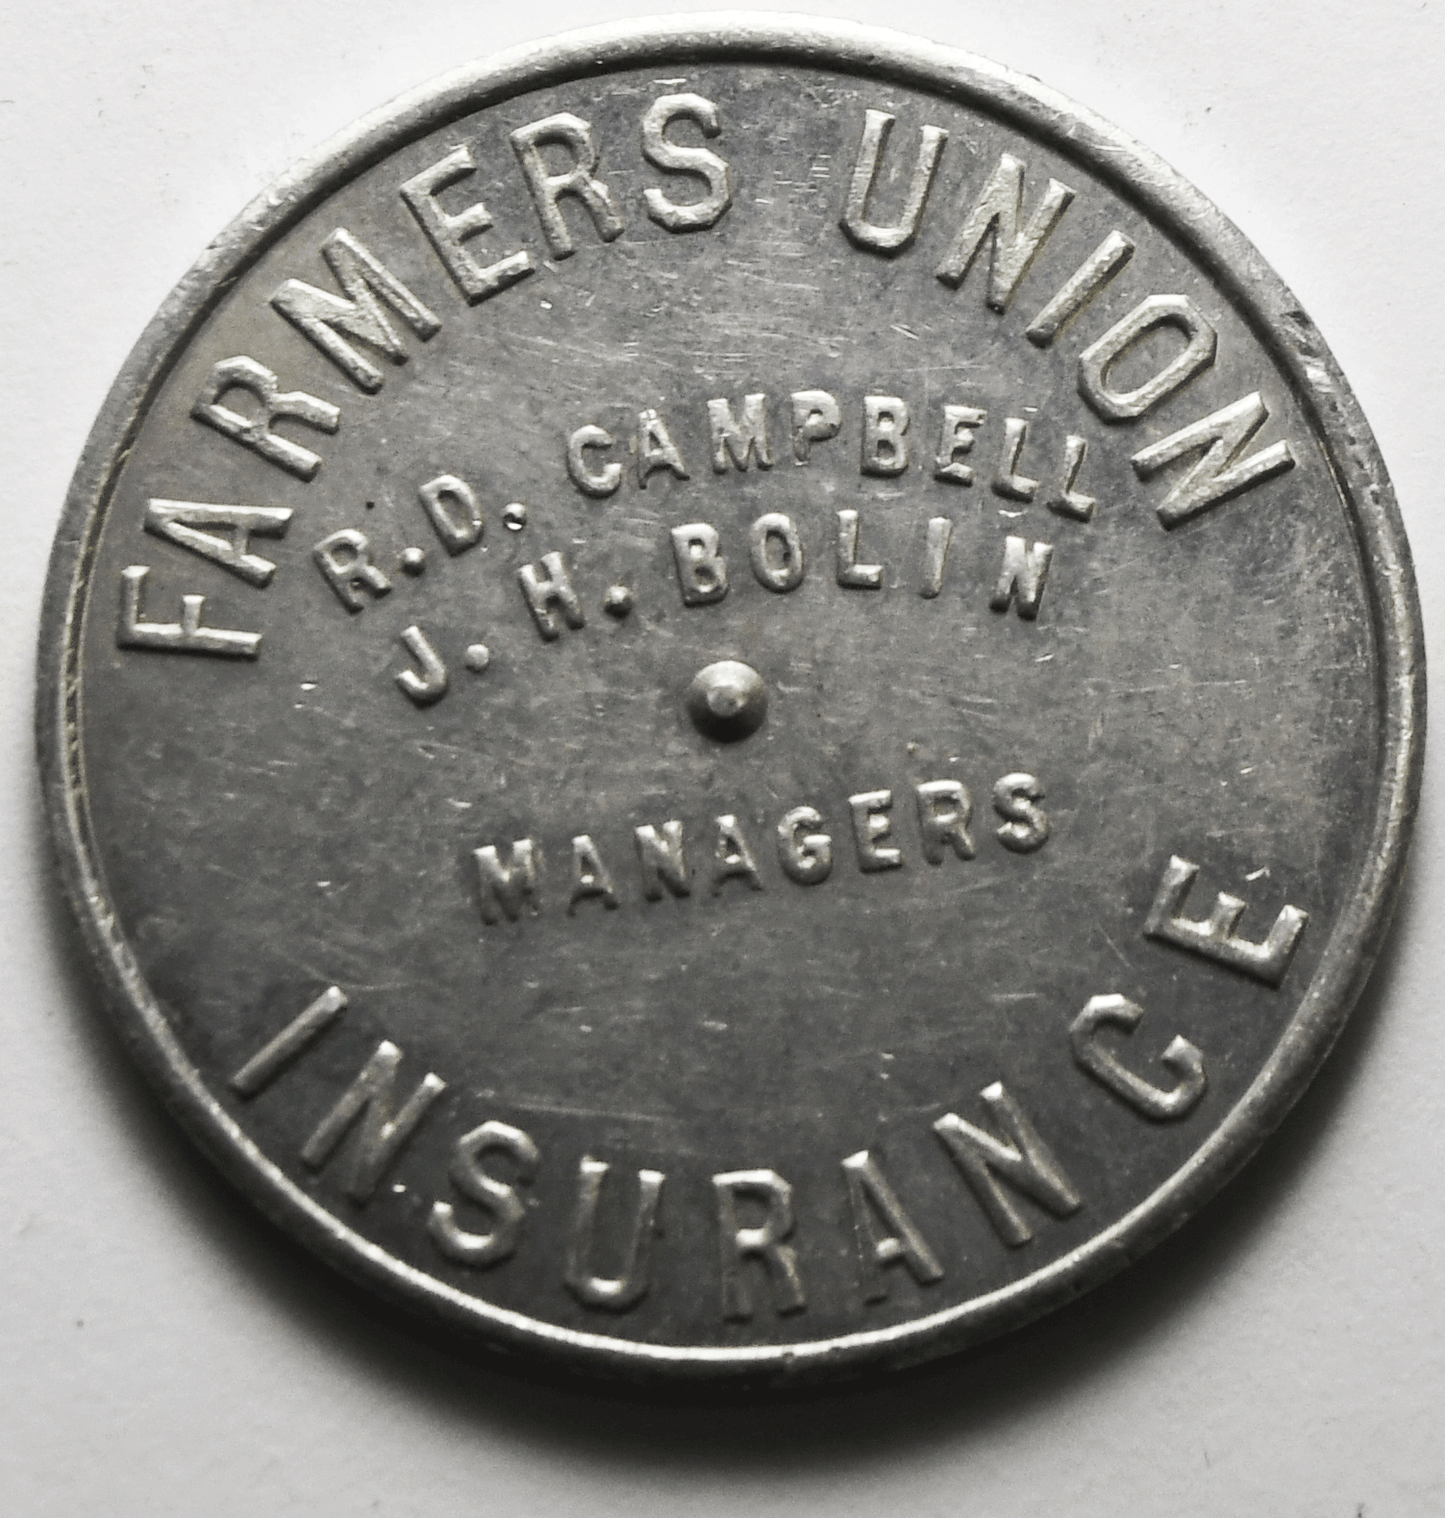 FARMERS UNION
R.D. CAMPBELL
J. H. BOLIN
MANAGERS
INSURANCE